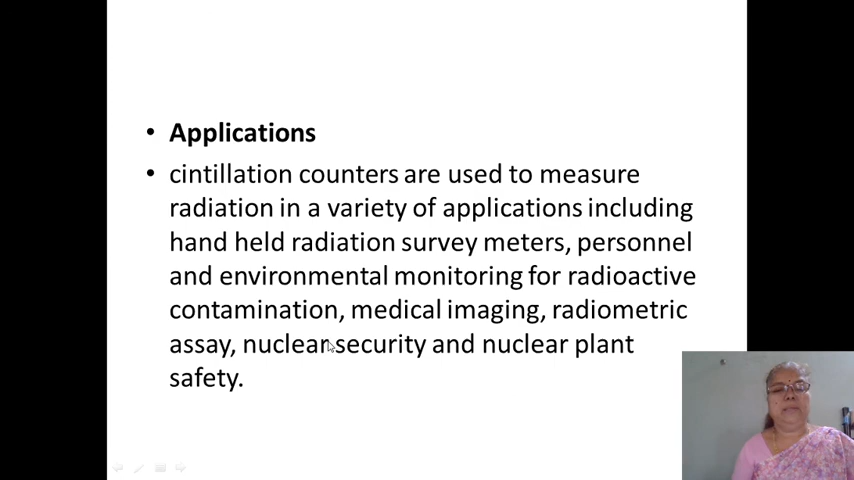 • Applications
• cintillation counters are used to measure
radiation in a variety of applications including
hand held radiation survey meters, personnel
and environmental monitoring for radioactive
contamination, medical imaging, radiometric
assay, nuclear security and nuclear plant
safety.